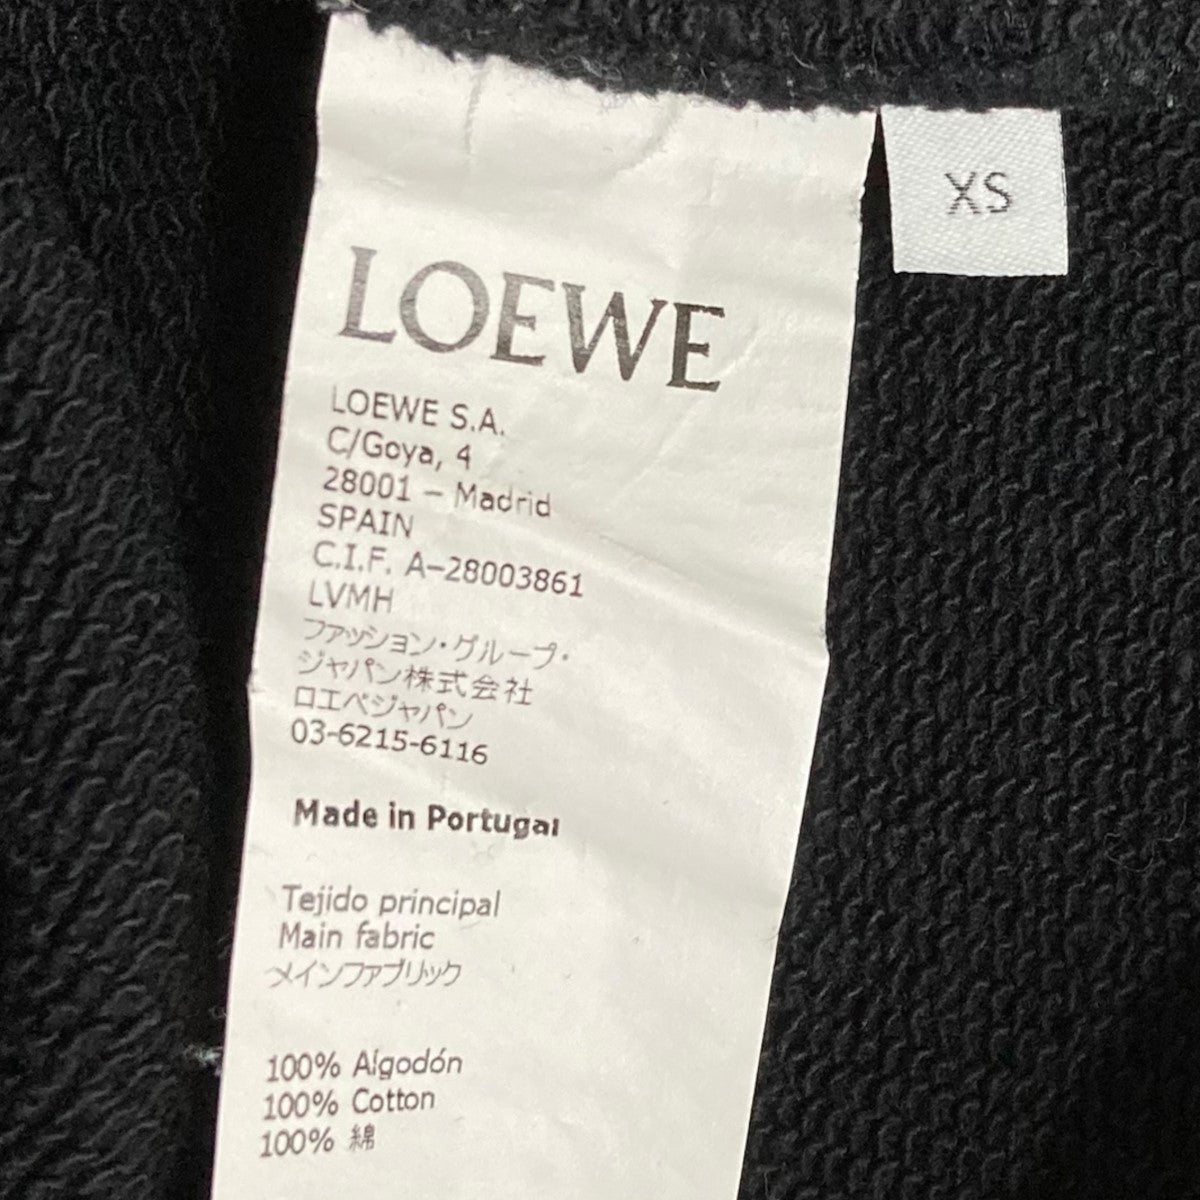 XS
LOEWE
LOEWE S.A.
C/Goya, 4
28001 – Madrid
SPAIN
C.I.F. A-28003861
LVMH
ファッション・グループ・
ジャパン株式会社
ロエベジャパン
03-6215-6116
Made in Portugal
Tejido principal
Main fabric
メインファブリック
100% Algodón
100% Cotton
100% 綿